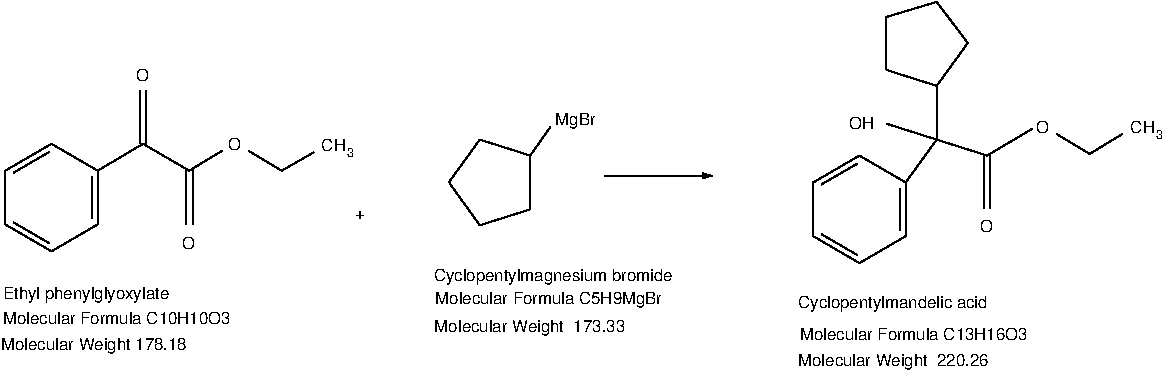 O
O
CH3
O
Ethyl phenylglyoxylate
Molecular Formula C10H10O3
Molecular Weight 178.18
+
MgBr
Cyclopentylmagnesium bromide
Molecular Formula C5H9MgBr
Molecular Weight 173.33
OH
O
CH3
O
Cyclopentylmandelic acid
Molecular Formula C13H16O3
Molecular Weight 220.26